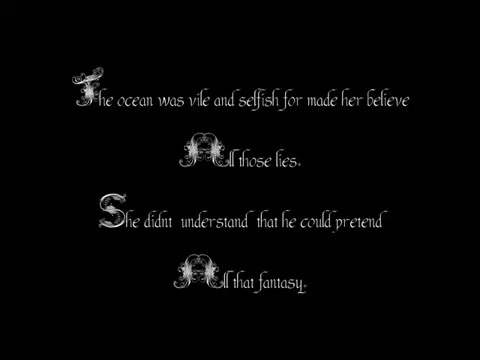 The ocean was vile and selfish for made her believe
All those lies.
She didnt understand that he could pretend
All that fantasy.